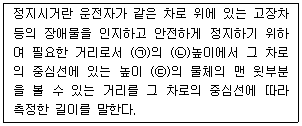 정지시거란 운전자가 같은 차로 위에 있는 고장차
등의 장애물을 인지하고 안전하게 정지하기 위하
여 필요한 거리로서 (㉠)의 (㉡)높이에서 그 차로
의 중심선에 있는 높이 (㉢)의 물체의 맨 윗부분
을 볼 수 있는 거리를 그 차로의 중심선에 따라
측정한 길이를 말한다.